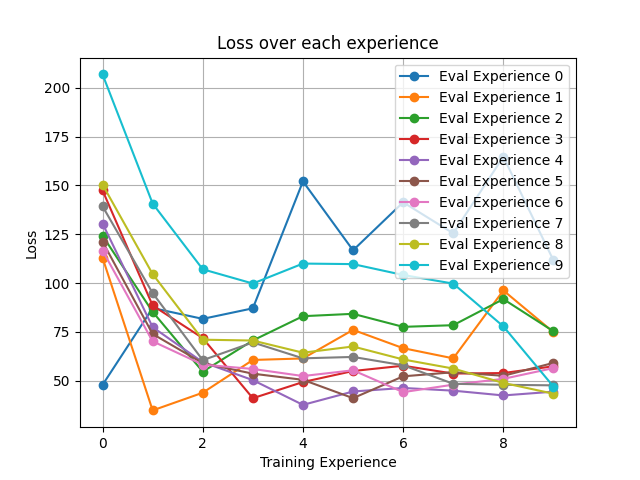 Loss over each experience
Loss
200
175
150
125
100
75
50
0
2
4
6
8
Training Experience
Eval Experience 0
Eval Experience 1
Eval Experience 2
Eval Experience 3
Eval Experience 4
Eval Experience 5
Eval Experience 6
Eval Experience 7
Eval Experience 8
Eval Experience 9